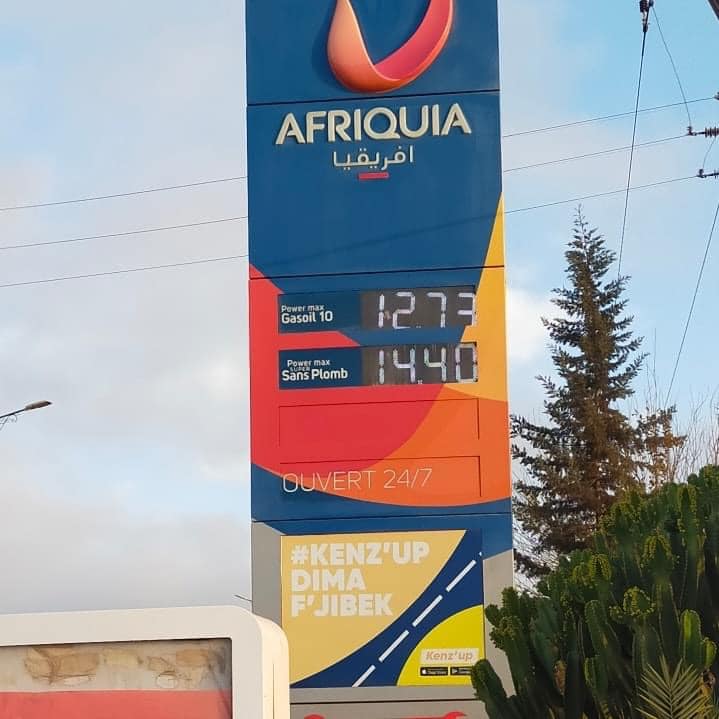 AFRIQUIA
افريقيا
Power max
Gasoil 10
12.73
Power max
SUPER
Sans Plomb
14.40
OUVERT 24/7
#KENZ'UP
DIMA
F'JIBEK
Kenz'up